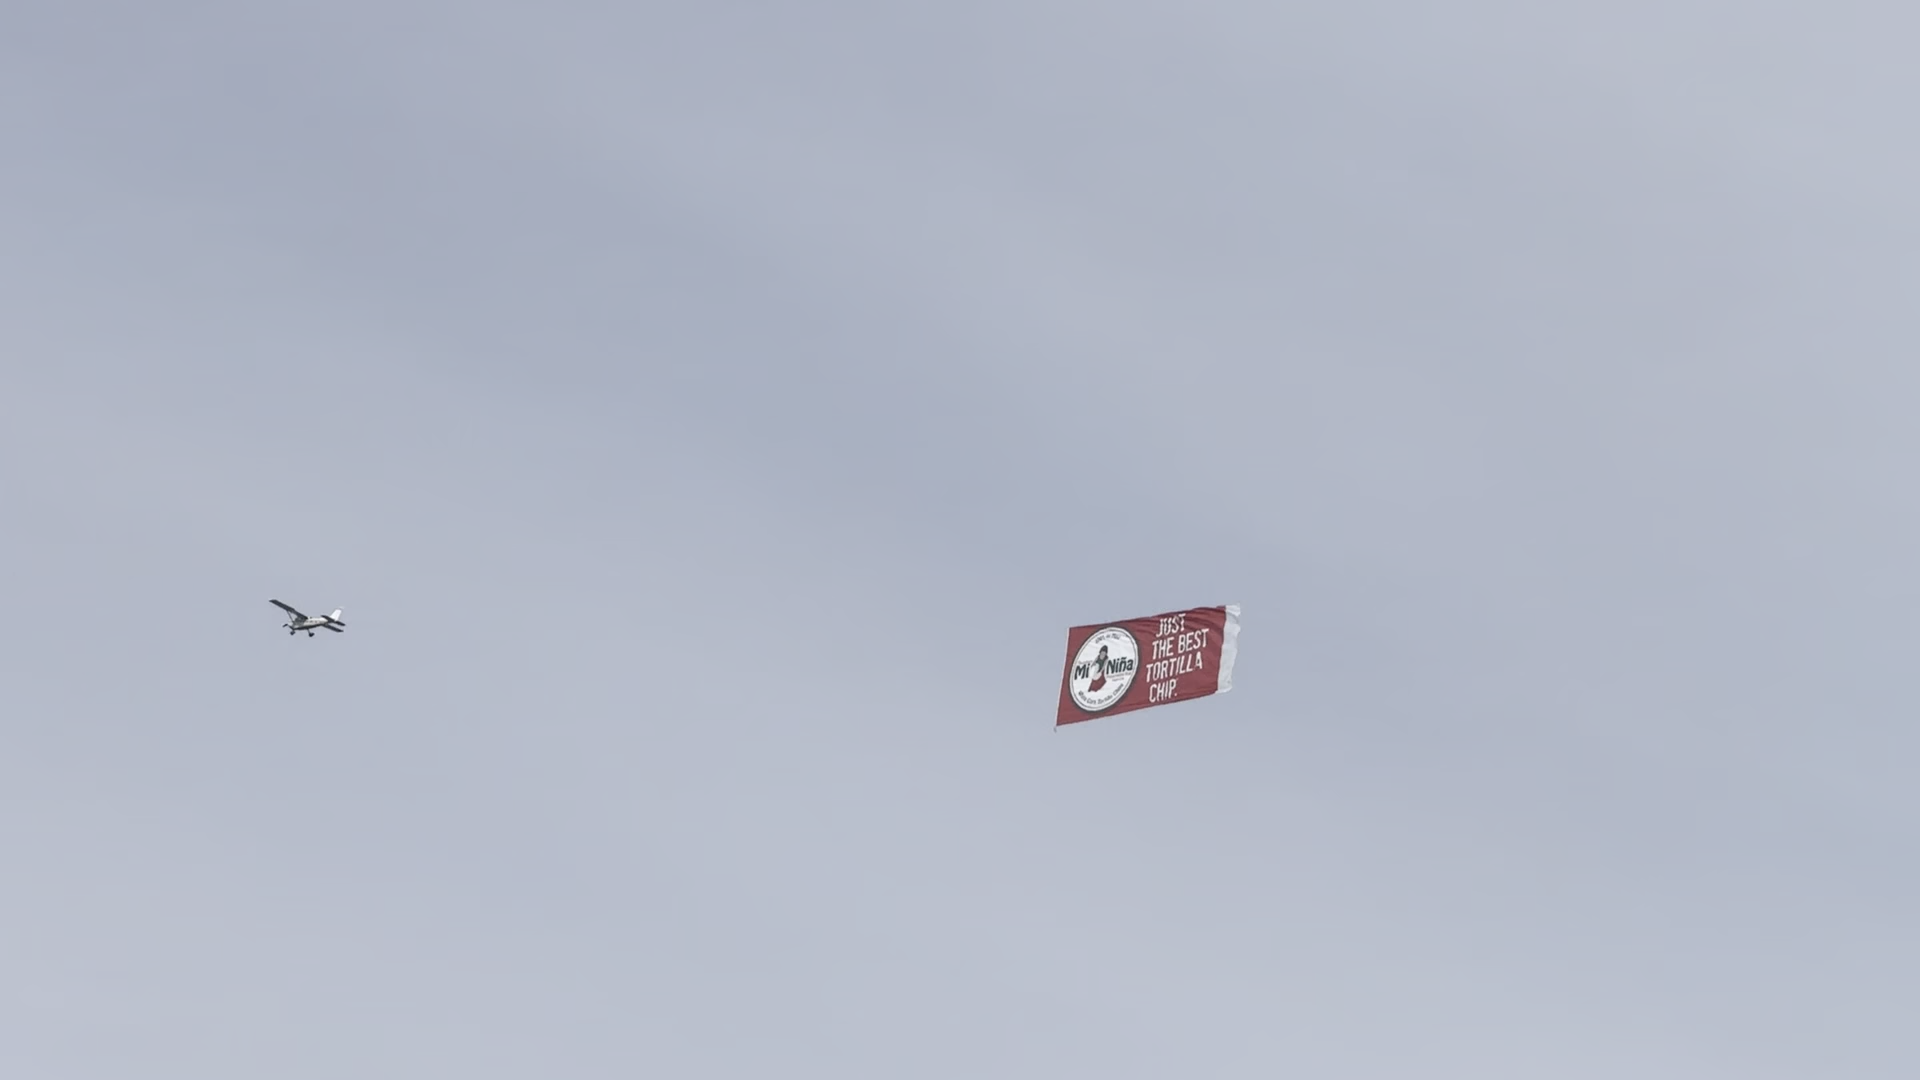 Mi Niña
JUST
THE BEST
TORTILLA
CHIP.